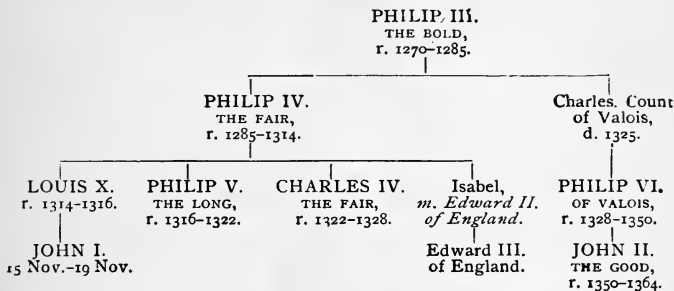 PHILIP III.
THE BOLD,
r. 1270–1285.
PHILIP IV.
THE FAIR,
r. 1285–1314.
Charles, Count
of Valois,
d. 1325.
LOUIS X.
r. 1314–1316.
PHILIP V.
THE LONG,
r. 1316–1322.
CHARLES IV.
THE FAIR,
r. 1322–1328.
Isabel,
m. Edward II.
of England.
PHILIP VI.
OF VALOIS,
r. 1328–1350.
JOHN I.
15 Nov.–19 Nov.
Edward III.
of England.
JOHN II.
THE GOOD,
r. 1350–1364.